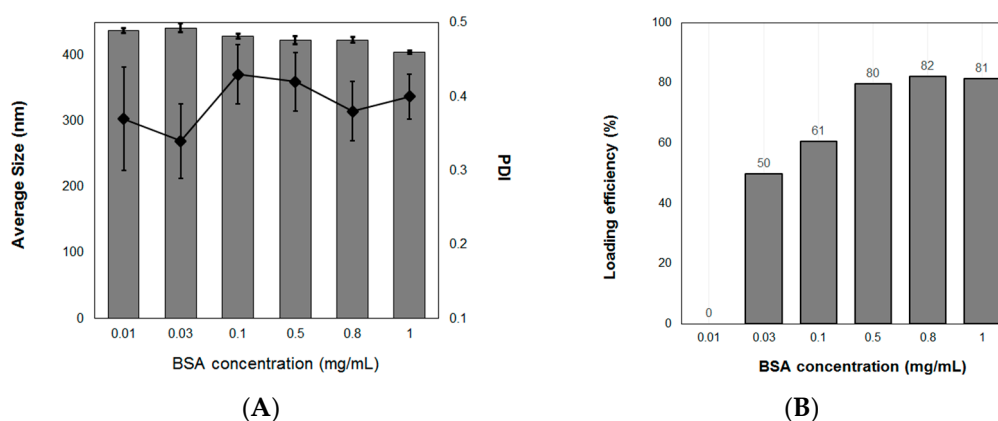 Average Size (nm)
400
300
200
100
0
0.5
0.4
0.3
0.2
0.1
PDI
0.01 0.03 0.1 0.5 0.8 1
BSA concentration (mg/mL)
(A)
Loading efficiency (%)
100
80
60
40
20
0
0 50 61 80 82 81
0.01 0.03 0.1 0.5 0.8 1
BSA concentration (mg/mL)
(B)